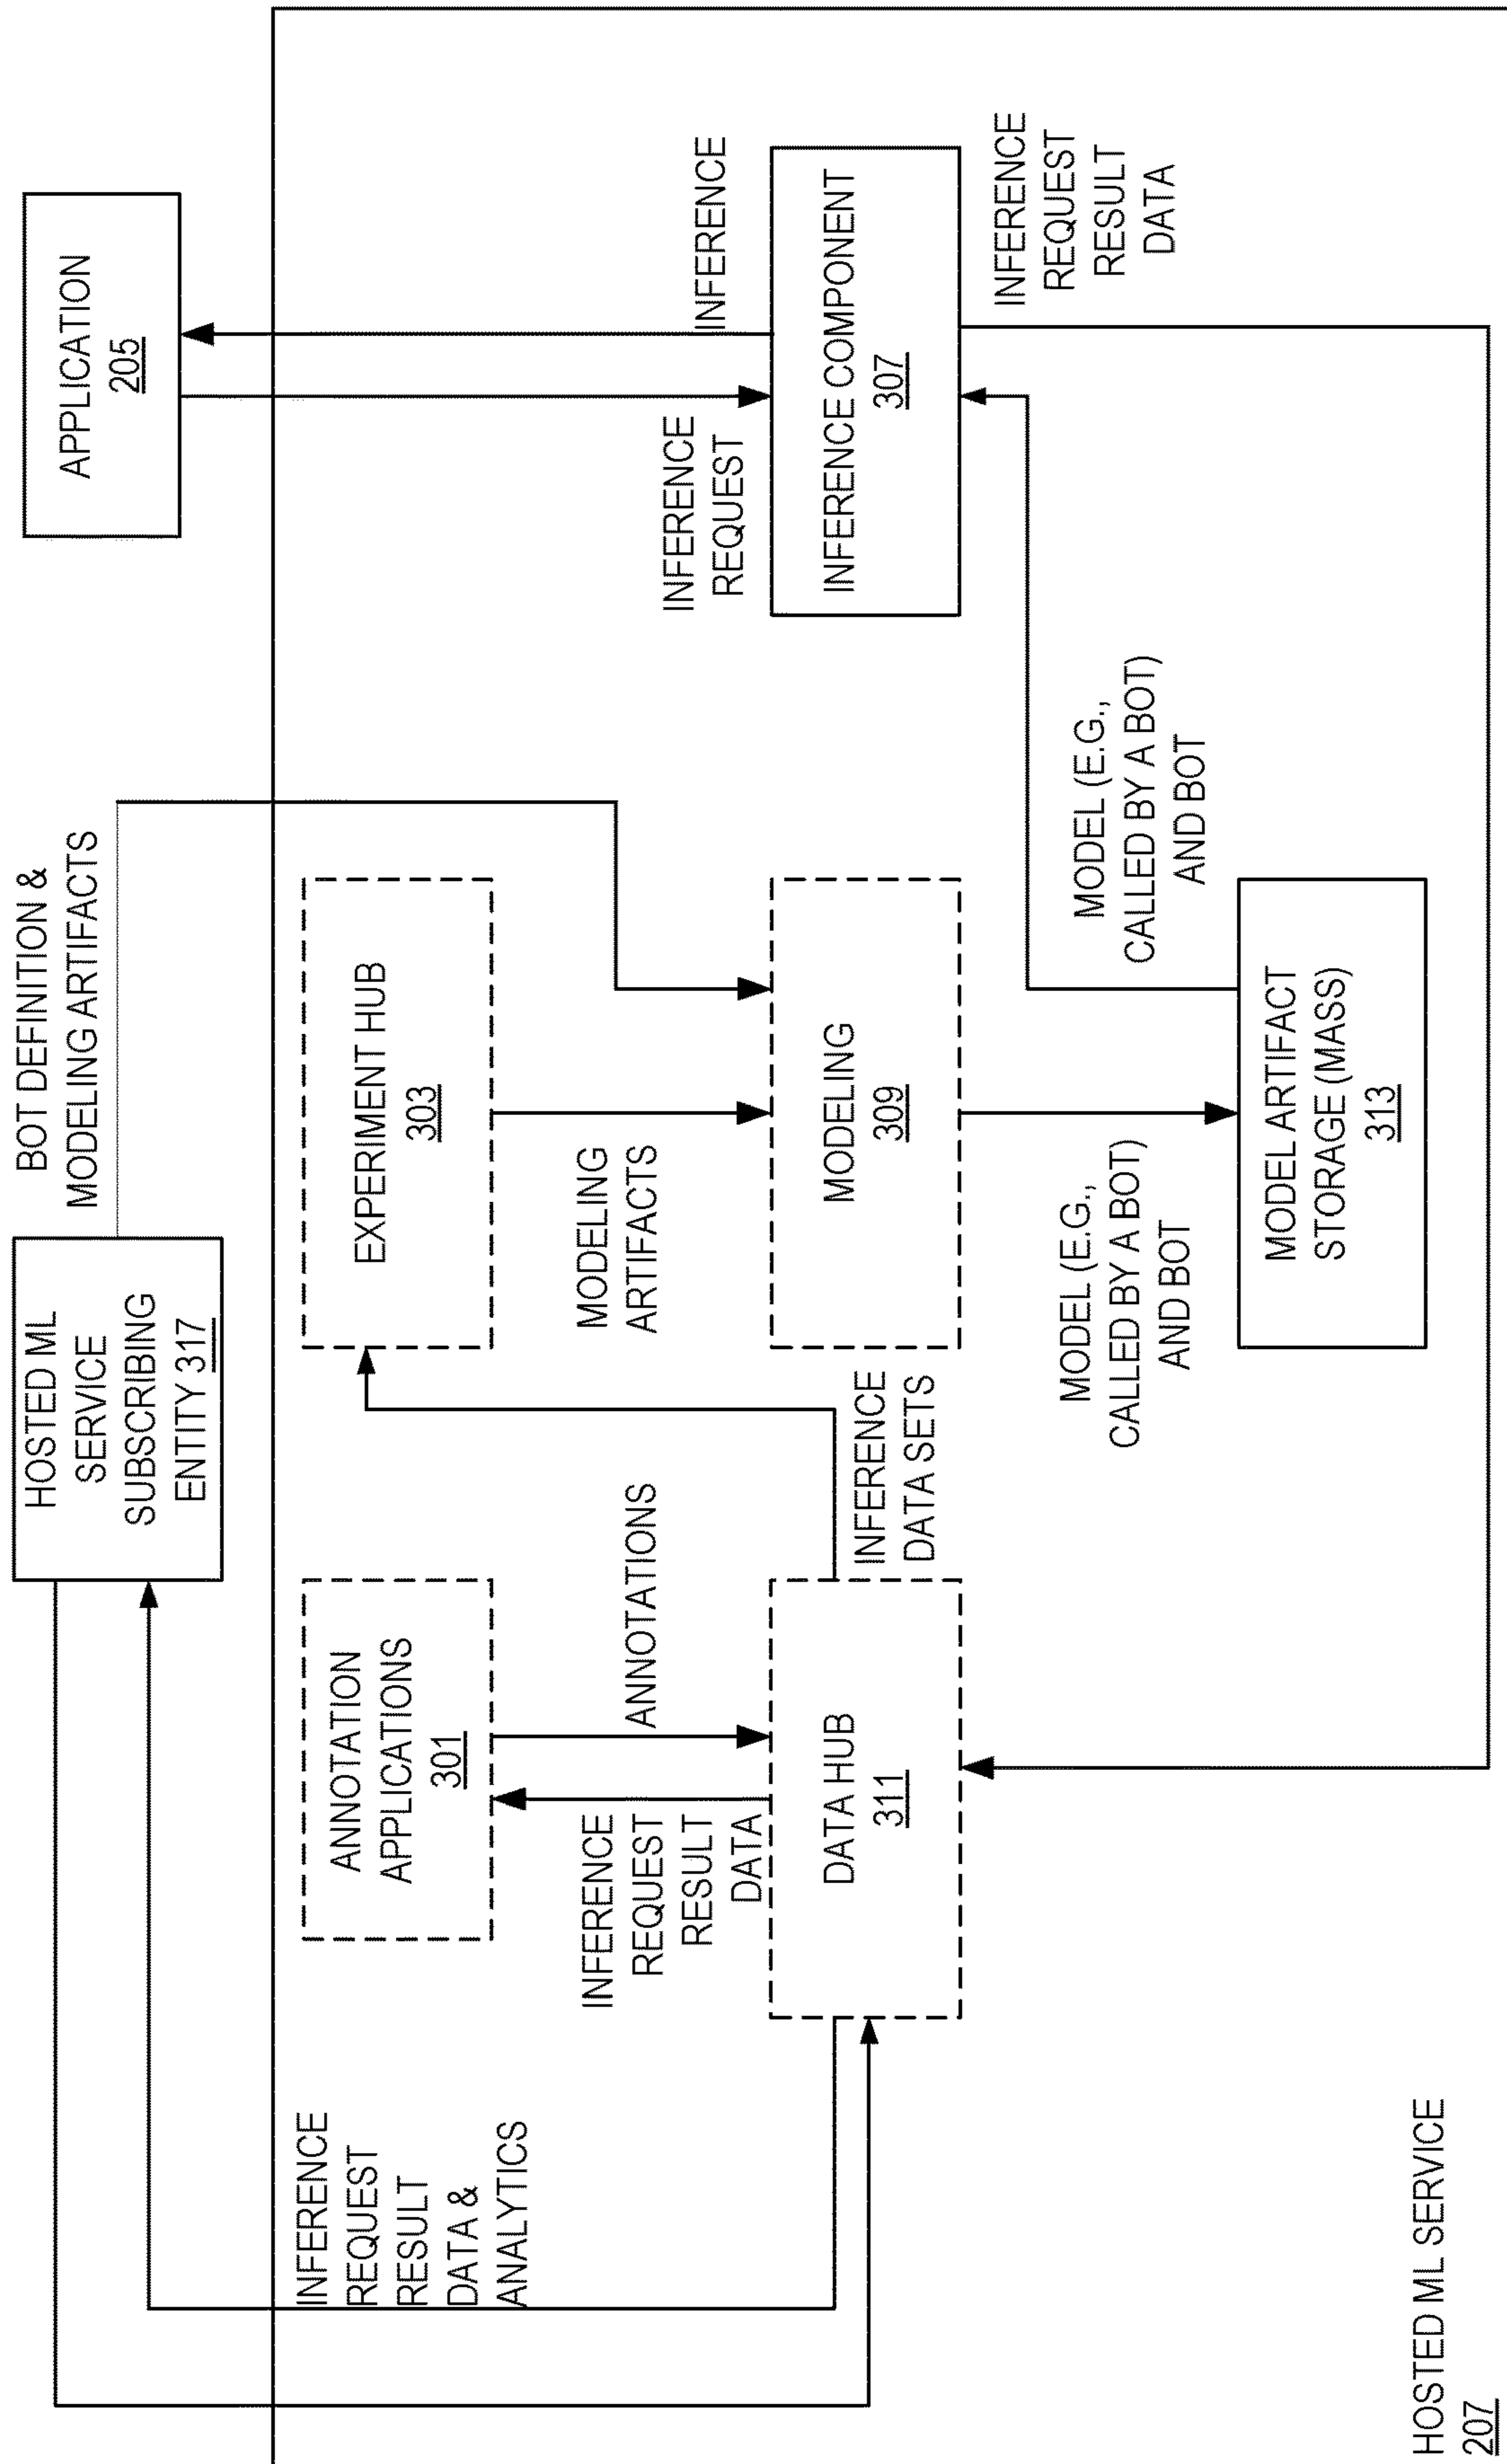 HOSTED ML
SERVICE
SUBSCRIBING
ENTITY 317
BOT DEFINITION &
MODELING ARTIFACTS
APPLICATION
205
INFERENCE
REQUEST
RESULT
DATA &
ANALYTICS
ANNOTATION
APPLICATIONS
301
EXPERIMENT HUB
303
INFERENCE
REQUEST
RESULT
DATA
ANNOTATIONS
MODELING
ARTIFACTS
INFERENCE
REQUEST
INFERENCE
DATA HUB
311
INFERENCE
DATA SETS
MODELING
309
INFERENCE COMPONENT
307
INFERENCE
REQUEST
RESULT
DATA
MODEL (E.G.,
CALLED BY A BOT)
AND BOT
MODEL (E.G.,
CALLED BY A BOT)
AND BOT
MODEL ARTIFACT
STORAGE (MASS)
313
HOSTED ML SERVICE
207